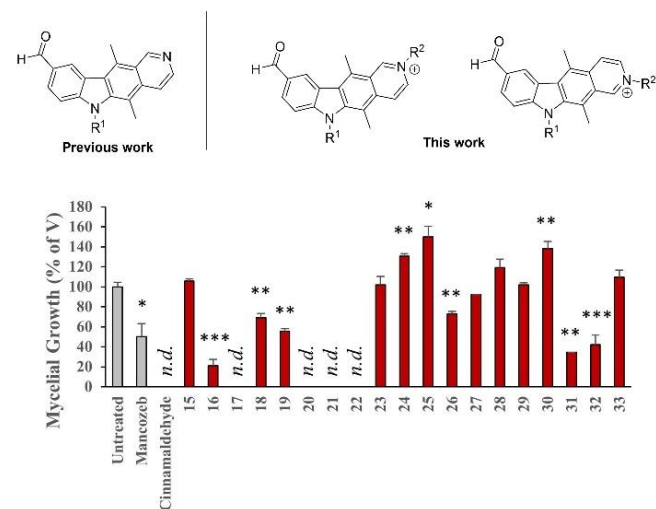 O
H
N
N
R¹
Previous work
O
H
N
R¹
N
R²
⊕
O
H
N
R¹
N
R²
⊕
This work
Mycelial Growth (% of V)
180
160
140
120
100
80
60
40
20
0
*
n.d.
***
n.d.
**
**
n.d.
n.d.
n.d.
**
*
**
**
**
***
Untreated
Mancozeb
Cinnamaldehyde
15
16
17
18
19
20
21
22
23
24
25
26
27
28
29
30
31
32
33